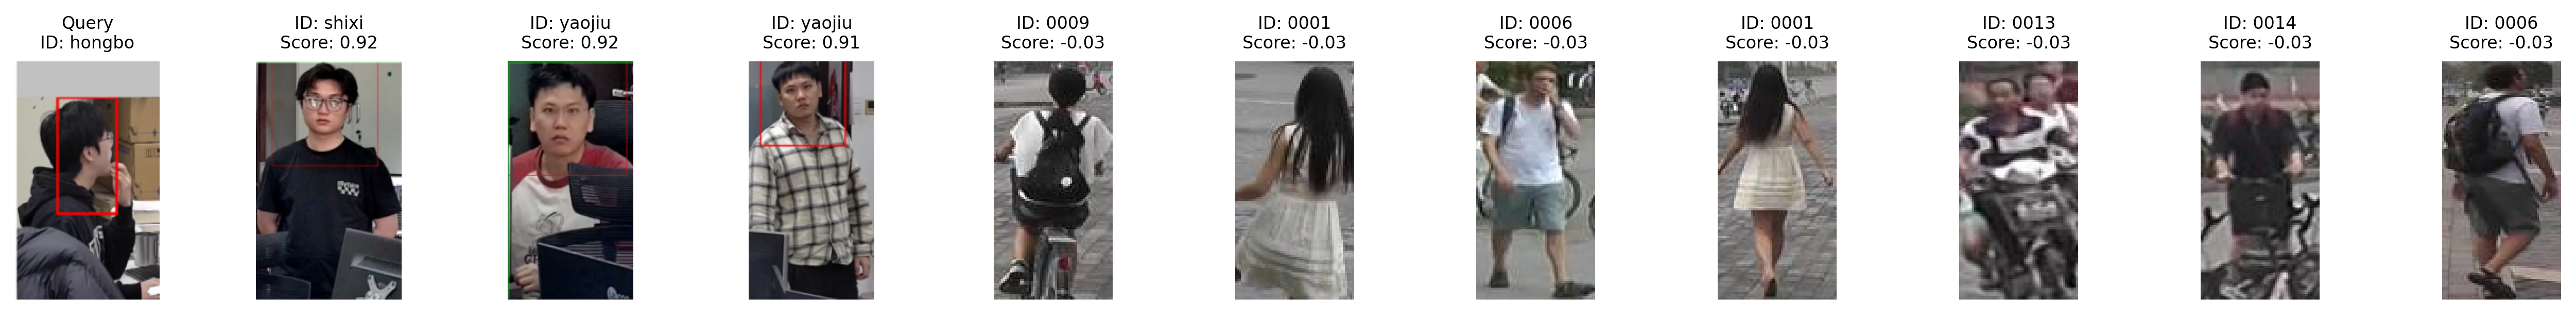 Query
ID: hongbo
ID: shixi
Score: 0.92
ID: yaojiu
Score: 0.92
ID: yaojiu
Score: 0.91
ID: 0009
Score: -0.03
ID: 0001
Score: -0.03
ID: 0006
Score: -0.03
ID: 0001
Score: -0.03
ID: 0013
Score: -0.03
ID: 0014
Score: -0.03
ID: 0006
Score: -0.03